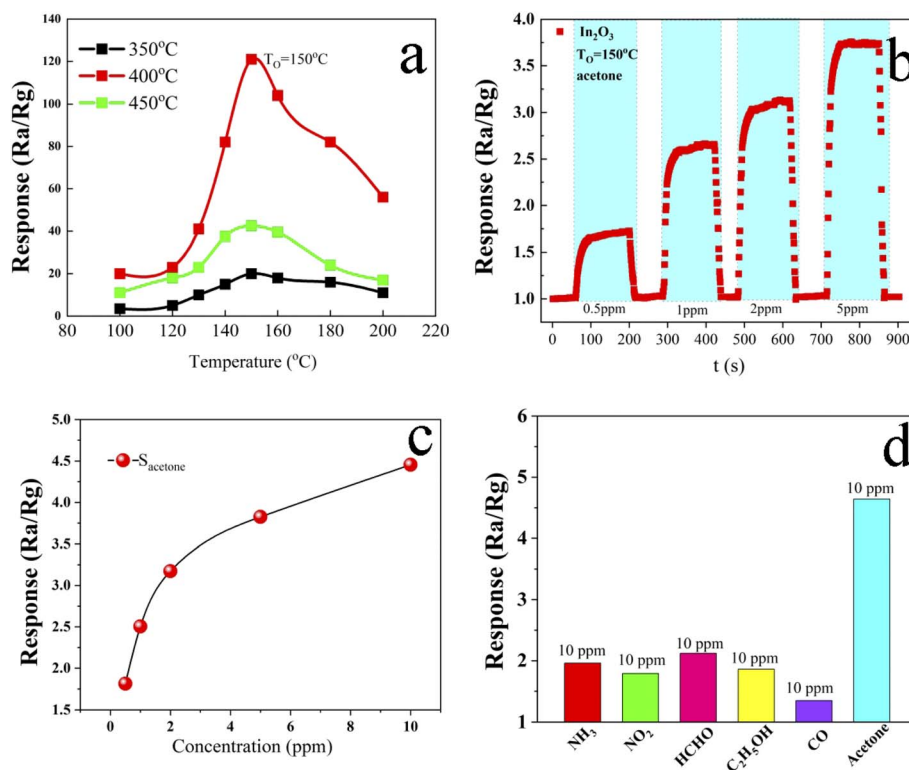 a
350°C
400°C
450°C
T_O=150°C
Response (Ra/Rg)
140
120
100
80
60
40
20
0
80 100 120 140 160 180 200 220
Temperature (°C)
b
In₂O₃
T_O=150°C
acetone
Response (Ra/Rg)
4.0
3.5
3.0
2.5
2.0
1.5
1.0
0.5ppm 1ppm 2ppm 5ppm
0 100 200 300 400 500 600 700 800 900
t (s)
c
S_acetone
Response (Ra/Rg)
5.0
4.5
4.0
3.5
3.0
2.5
2.0
1.5
0 2 4 6 8 10
Concentration (ppm)
d
Response (Ra/Rg)
6
5
4
3
2
1
10 ppm 10 ppm 10 ppm 10 ppm 10 ppm 10 ppm
NH₃ NO₂ HCHO C₂H₅OH CO Acetone